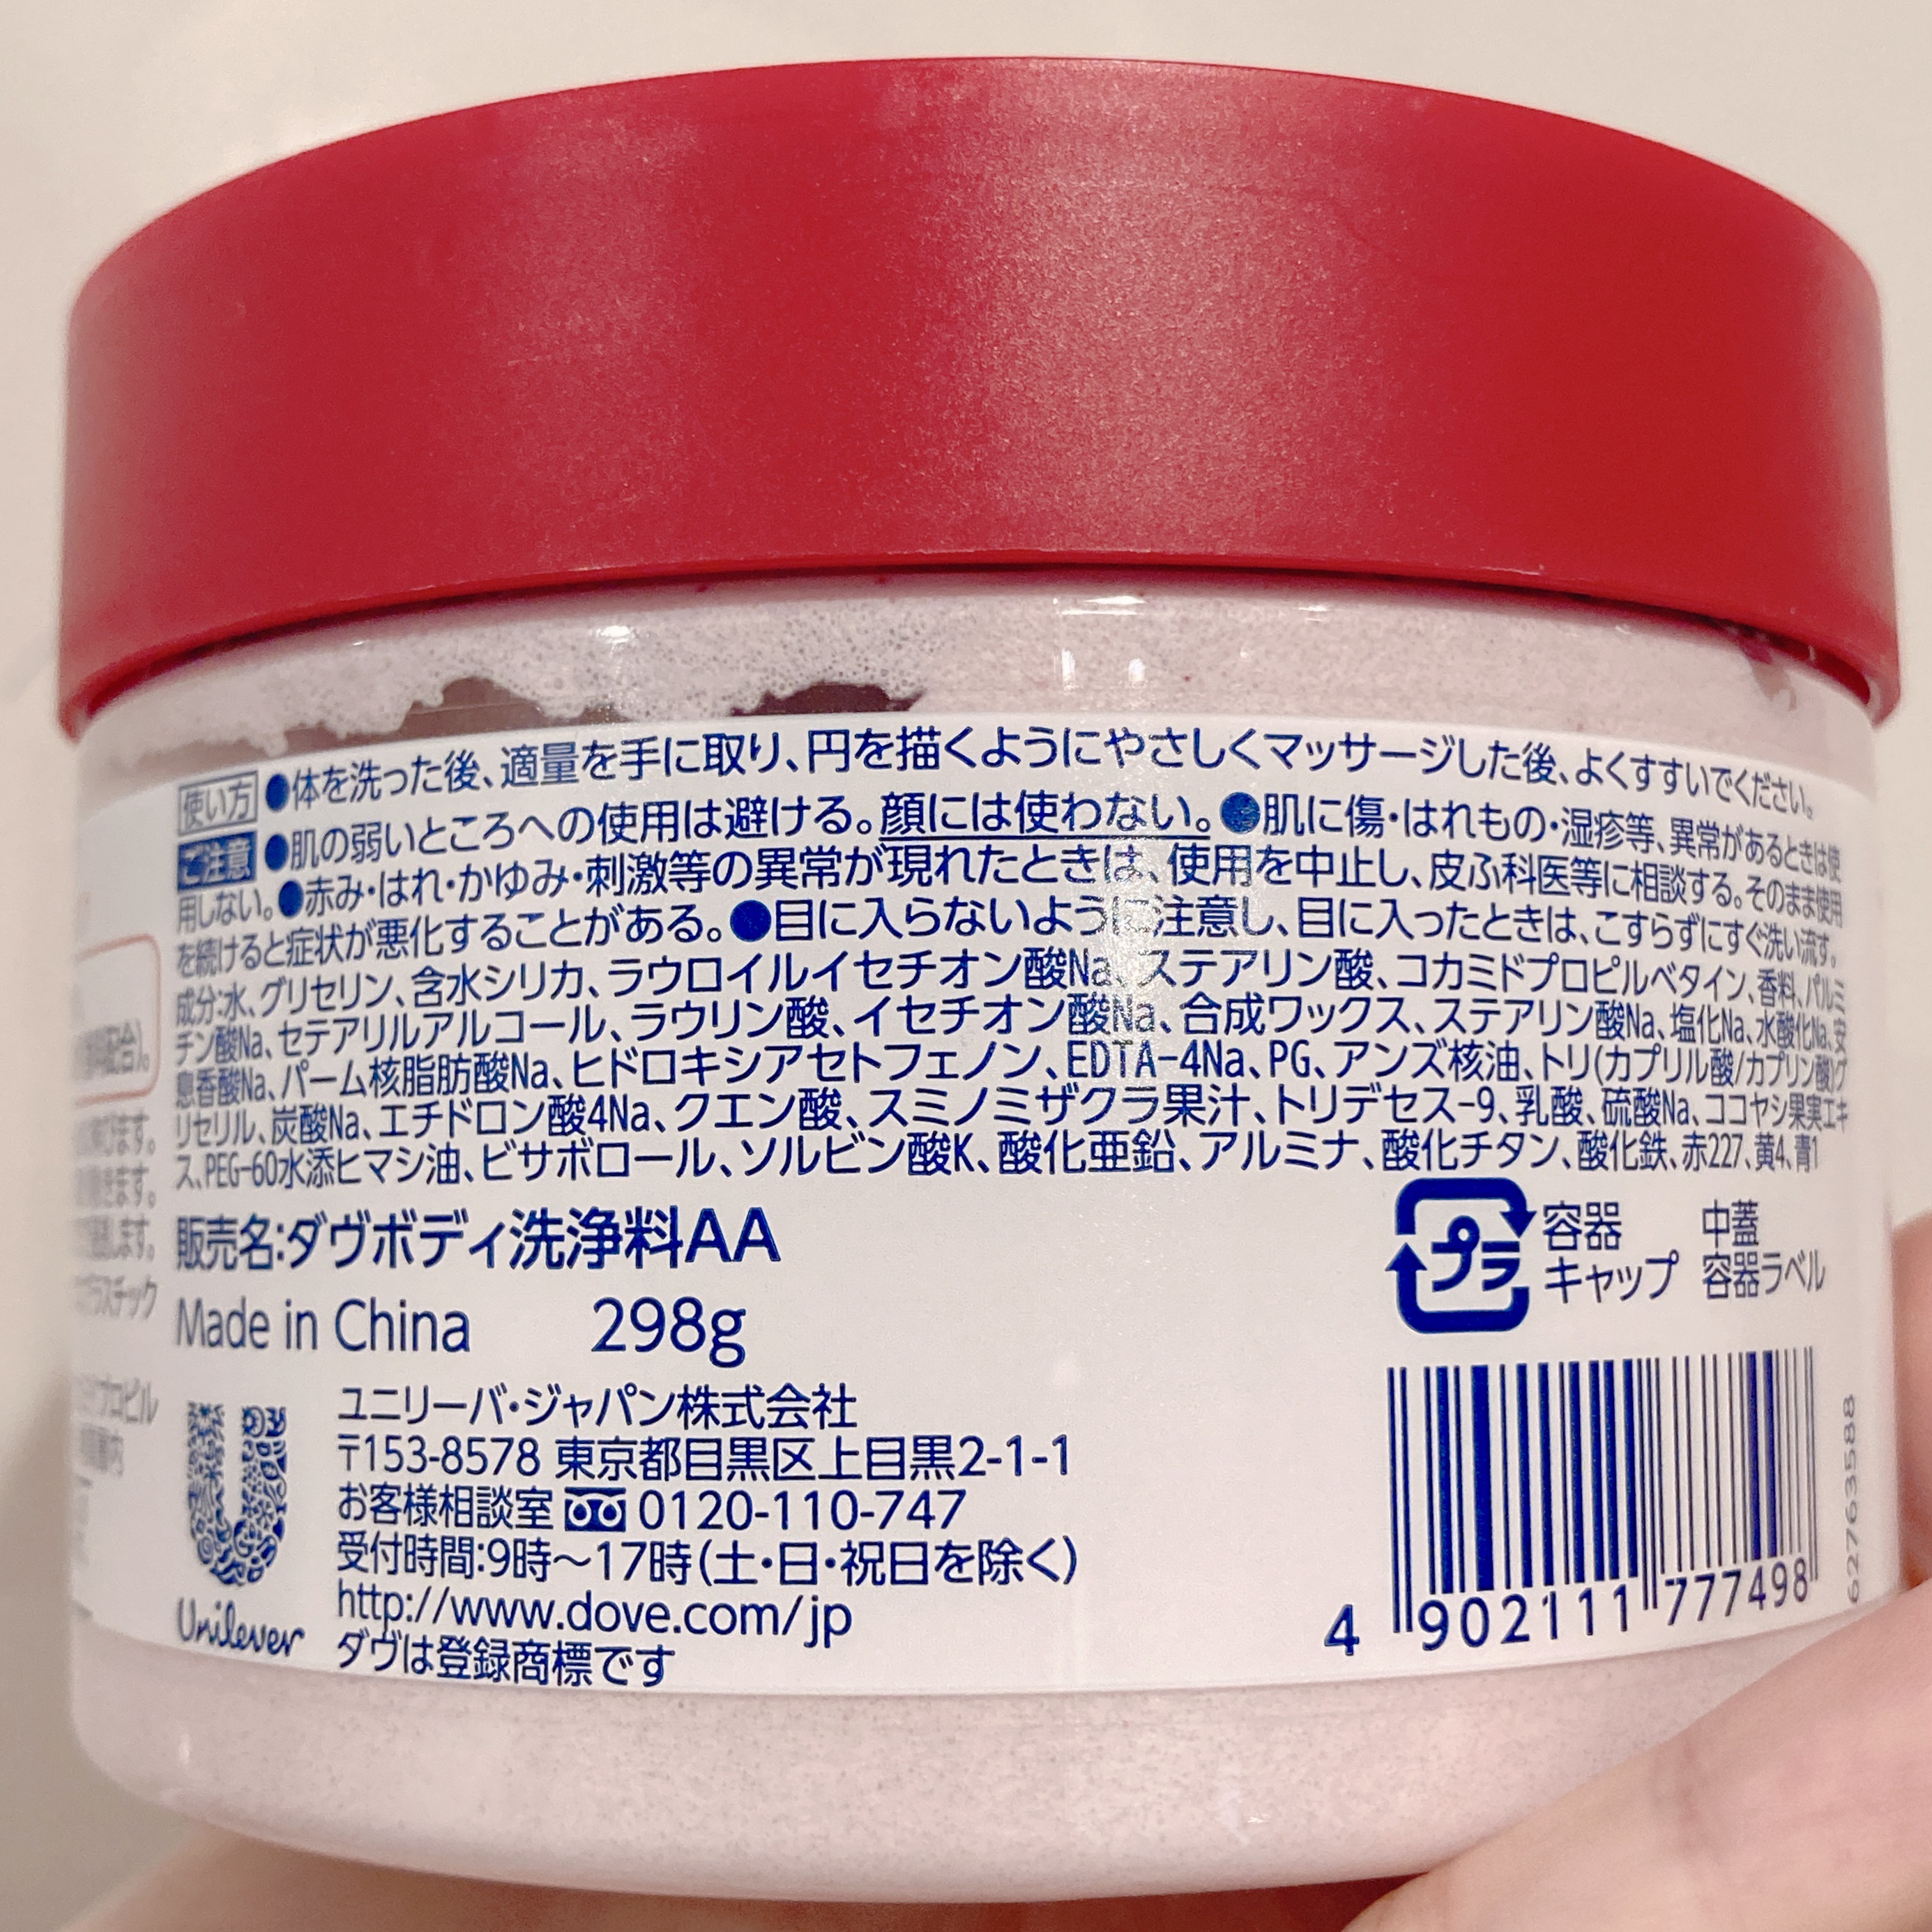 使い方 ●体を洗った後、適量を手に取り、円を描くようにやさしくマッサージした後、よくすすいでください。
ご注意 ●肌の弱いところへの使用は避ける。顔には使わない。●肌に傷・はれもの・湿疹等、異常があるときは使
用しない。●赤み・はれ・かゆみ・刺激等の異常が現れたときは、使用を中止し、皮ふ科医等に相談する。そのまま使用
を続けると症状が悪化することがある。●目に入らないように注意し、目に入ったときは、こすらずにすぐ洗い流す。
成分:水、グリセリン、含水シリカ、ラウロイルイセチオン酸Na、ステアリン酸、コカミドプロピルベタイン、香料、パルミ
チン酸Na、セテアリルアルコール、ラウリン酸、イセチオン酸Na、合成ワックス、ステアリン酸Na、塩化Na、水酸化Na、安
息香酸Na、パーム核脂肪酸Na、ヒドロキシアセトフェノン、EDTA-4Na、PG、アンズ核油、トリ(カプリル酸/カプリン酸)グ
リセリル、炭酸Na、エチドロン酸4Na、クエン酸、スミノミザクラ果汁、トリデセス-9、乳酸、硫酸Na、ココヤシ果実エキ
ス、PEG-60水添ヒマシ油、ビサボロール、ソルビン酸K、酸化亜鉛、アルミナ、酸化チタン、酸化鉄、赤227、黄4、青1
配合)。
ます。
ます。
ます。
プラスチック
プロピル
販売名:ダヴボディ洗浄料AA
Made in China 298g
プラ 容器 中蓋
キャップ 容器ラベル
Unilever
ユニリーバ・ジャパン株式会社
〒153-8578 東京都目黒区上目黒2-1-1
お客様相談室 0120-110-747
受付時間:9時～17時(土・日・祝日を除く)
http://www.dove.com/jp
ダヴは登録商標です
4 902111 777498
62763588